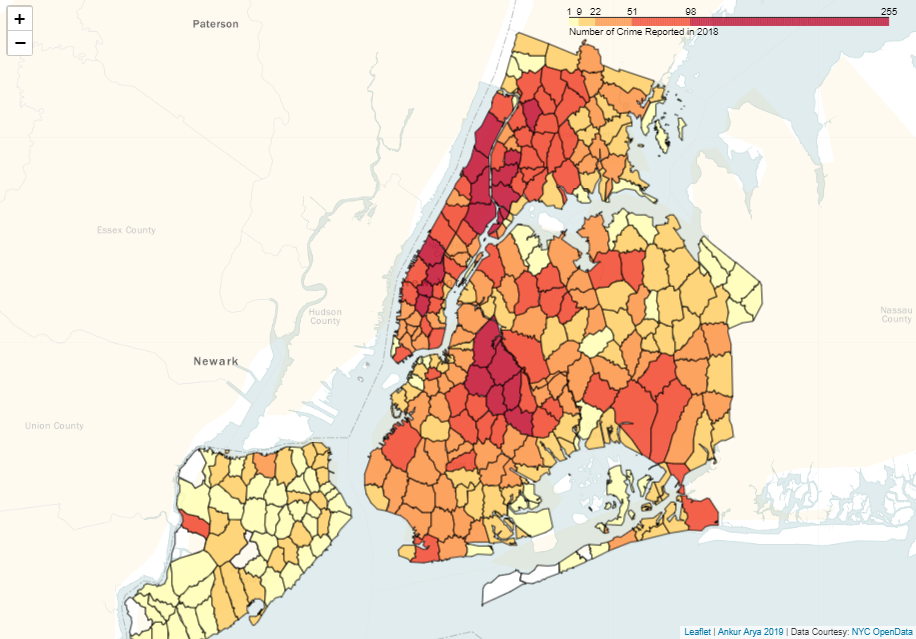 +
−
Paterson
1 9 22 51 98 255
Number of Crime Reported in 2018
Essex County
Hudson
County
Nassau
County
Newark
Union County
Leaflet | Ankur Arya 2019 | Data Courtesy: NYC OpenData